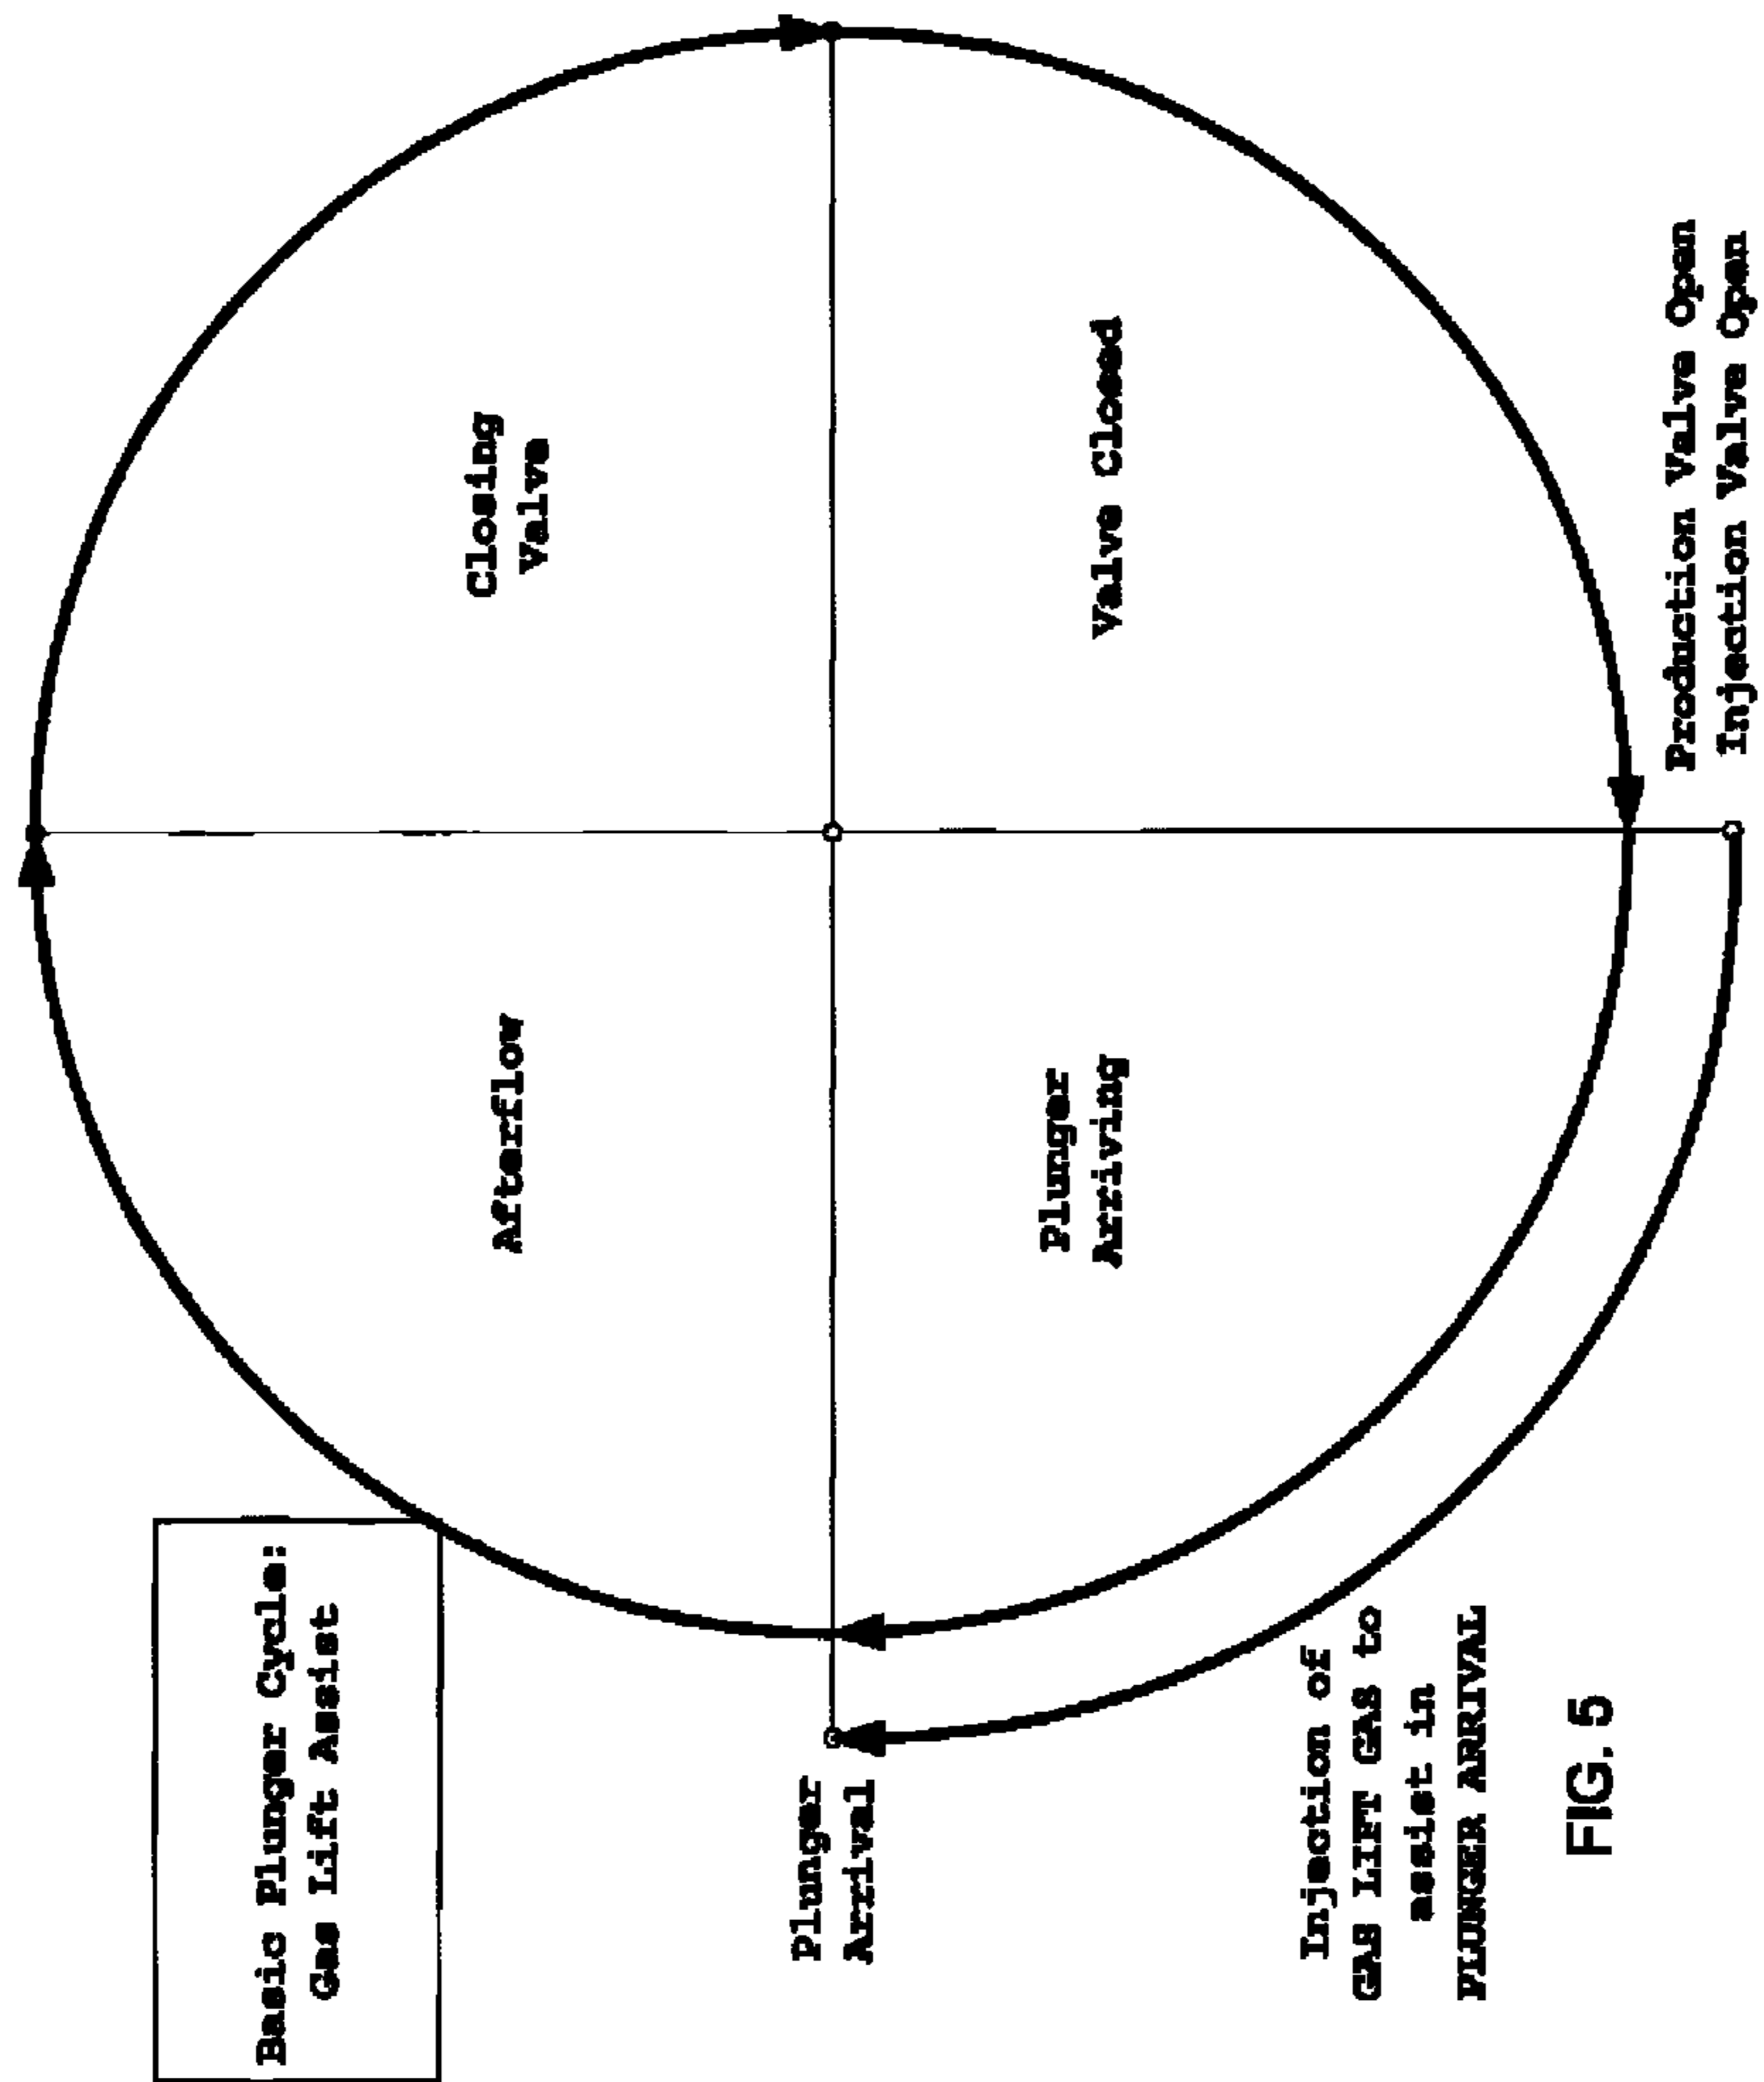 Basic Plunger Cycle:
Gas Lift Assist
Afterflow
Closing
Valve
Plunger
Arrival
Plunger
Arriving
Valve Closed
Injection of
GAS LIFT GAS to
assist in
PLUNGER ARRIVAL
Production Valve Open
Injection Valve Open
FIG. 5